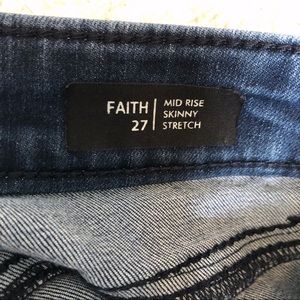 FAITH
27
MID RISE
SKINNY
STRETCH